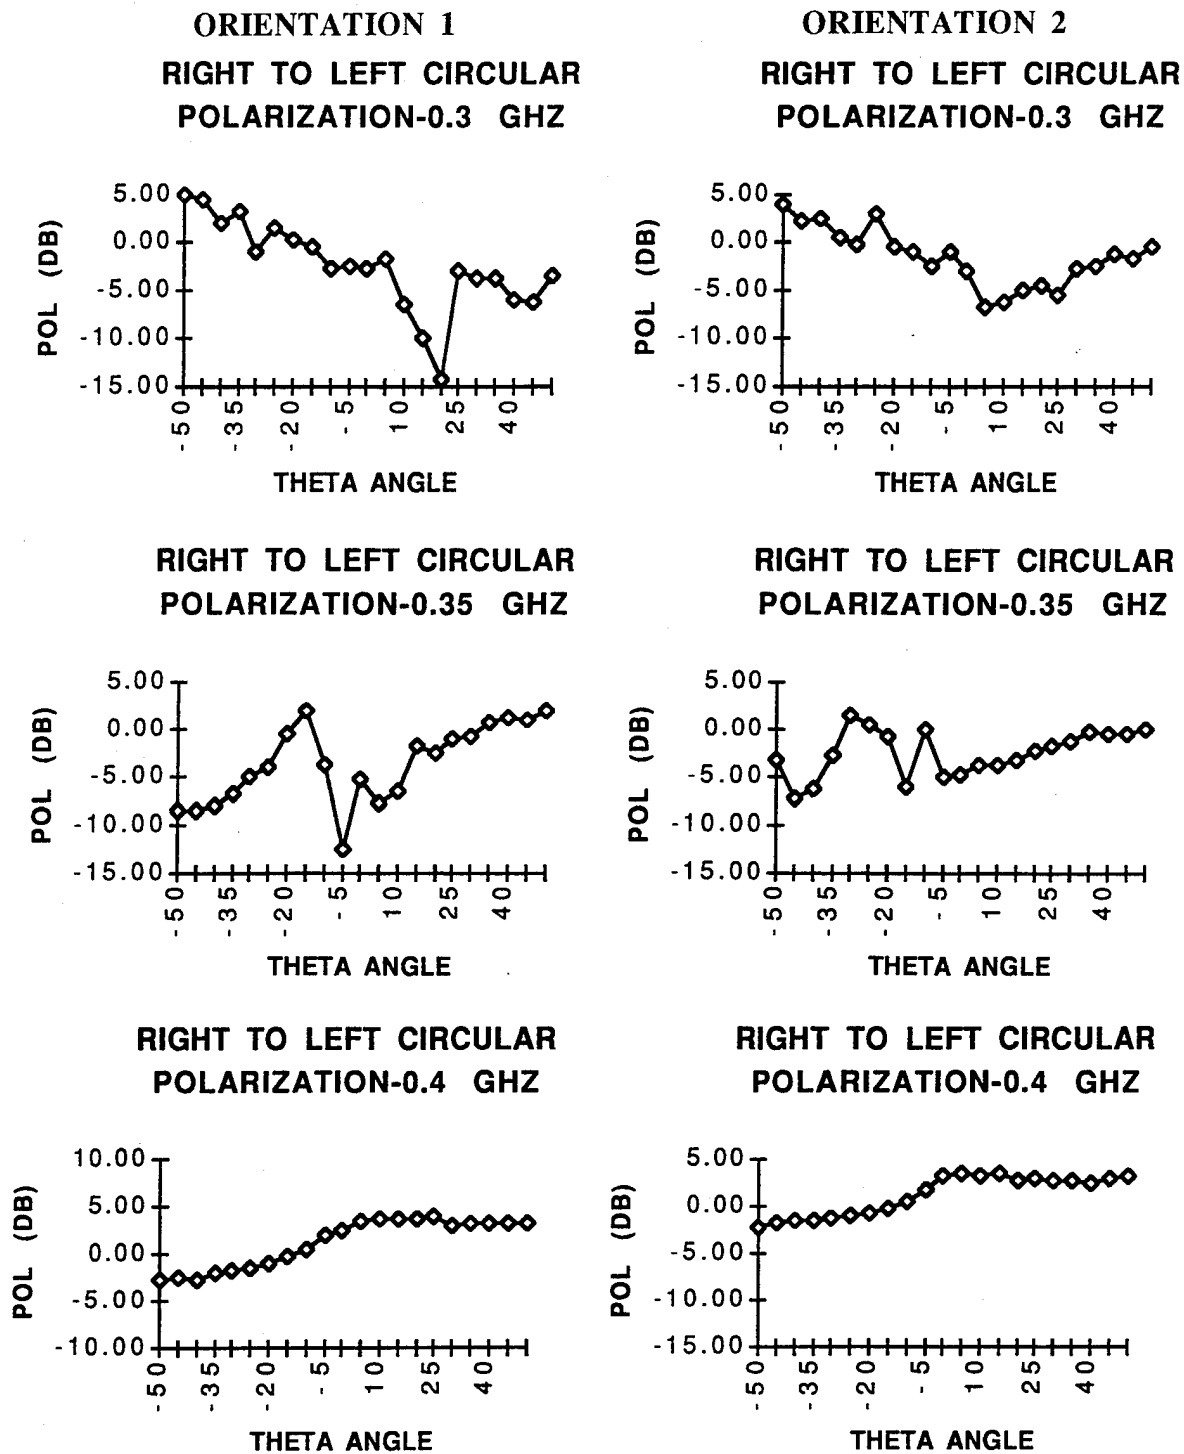 ORIENTATION 1
RIGHT TO LEFT CIRCULAR
POLARIZATION-0.3 GHZ
POL (DB)
5.00
0.00
-5.00
-10.00
-15.00
-50 -35 -20 -5 10 25 40
THETA ANGLE
ORIENTATION 2
RIGHT TO LEFT CIRCULAR
POLARIZATION-0.3 GHZ
POL (DB)
5.00
0.00
-5.00
-10.00
-15.00
-50 -35 -20 -5 10 25 40
THETA ANGLE
RIGHT TO LEFT CIRCULAR
POLARIZATION-0.35 GHZ
POL (DB)
5.00
0.00
-5.00
-10.00
-15.00
-50 -35 -20 -5 10 25 40
THETA ANGLE
RIGHT TO LEFT CIRCULAR
POLARIZATION-0.35 GHZ
POL (DB)
5.00
0.00
-5.00
-10.00
-15.00
-50 -35 -20 -5 10 25 40
THETA ANGLE
RIGHT TO LEFT CIRCULAR
POLARIZATION-0.4 GHZ
POL (DB)
10.00
5.00
0.00
-5.00
-10.00
-50 -35 -20 -5 10 25 40
THETA ANGLE
RIGHT TO LEFT CIRCULAR
POLARIZATION-0.4 GHZ
POL (DB)
5.00
0.00
-5.00
-10.00
-15.00
-50 -35 -20 -5 10 25 40
THETA ANGLE